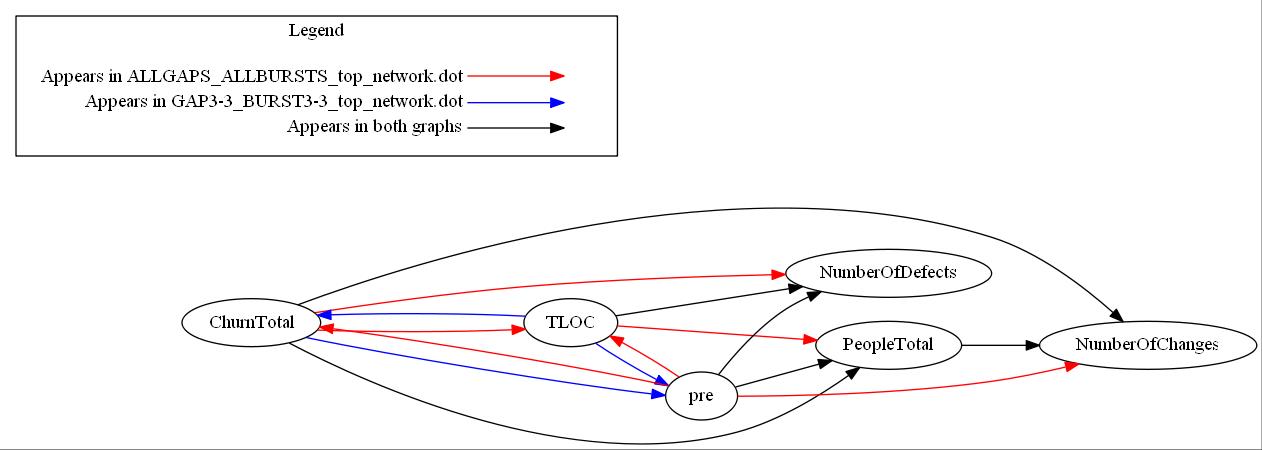 Legend
Appears in ALLGAPS_ALLBURSTS_top_network.dot
Appears in GAP3-3_BURST3-3_top_network.dot
Appears in both graphs
NumberOfDefects
ChurnTotal
TLOC
PeopleTotal
NumberOfChanges
pre